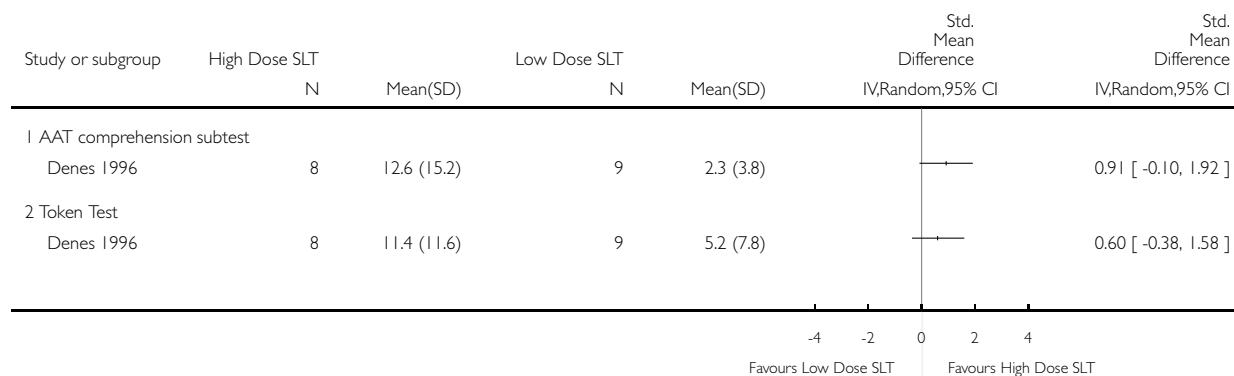 Std.
Mean
Difference
Std.
Mean
Difference
Study or subgroup High Dose SLT Low Dose SLT
N Mean(SD) N Mean(SD) IV,Random,95% CI IV,Random,95% CI
1 AAT comprehension subtest
Denes 1996 8 12.6 (15.2) 9 2.3 (3.8) 0.91 [ -0.10, 1.92 ]
2 Token Test
Denes 1996 8 11.4 (11.6) 9 5.2 (7.8) 0.60 [ -0.38, 1.58 ]
-4 -2 0 2 4
Favours Low Dose SLT Favours High Dose SLT